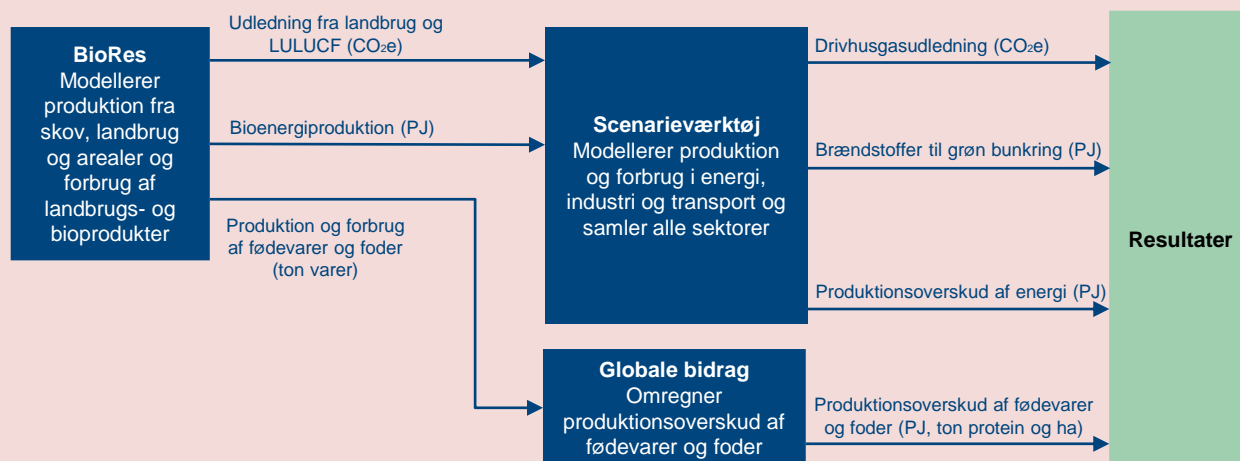 BioRes
Modellerer
produktion fra
skov, landbrug
og arealer og
forbrug af
landbrugs- og
bioprodukter
Udledning fra landbrug og
LULUCF (CO₂e)
Bioenergiproduktion (PJ)
Produktion og forbrug
af fødevarer og foder
(ton varer)
Scenarieværktøj
Modellerer produktion
og forbrug i energi,
industri og transport og
samler alle sektorer
Globale bidrag
Omregner
produktionsoverskud af
fødevarer og foder
Drivhusgasudledning (CO₂e)
Brændstoffer til grøn bunkring (PJ)
Produktionsoverskud af energi (PJ)
Produktionsoverskud af fødevarer
og foder (PJ, ton protein og ha)
Resultater